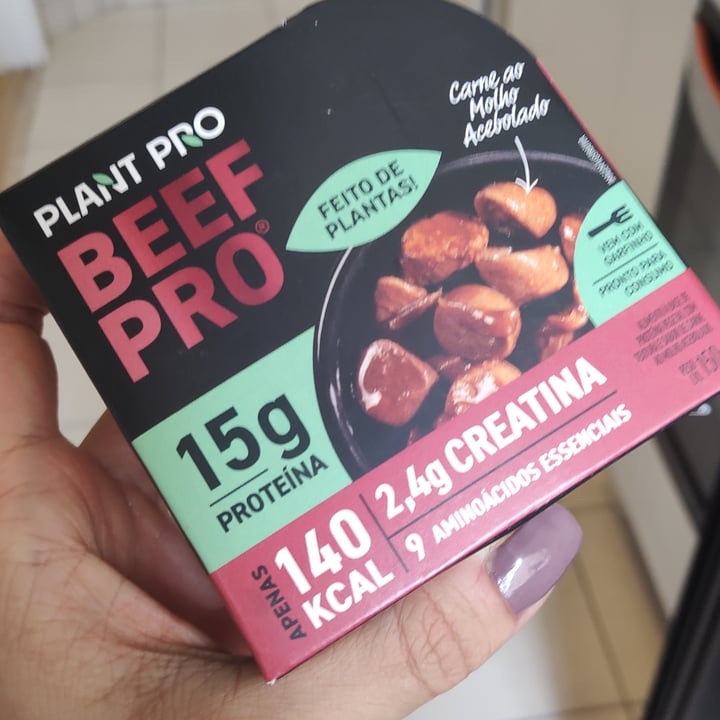 PLANT PRO
BEEF
PRO®
FEITO DE
PLANTAS!
Carne ao
Molho
Acebolado
VEM COM
GARFINHO
PRONTO PARA
CONSUMO
15g
PROTEÍNA
APENAS
140
KCAL
2,4g CREATINA
9 AMINOÁCIDOS ESSENCIAIS